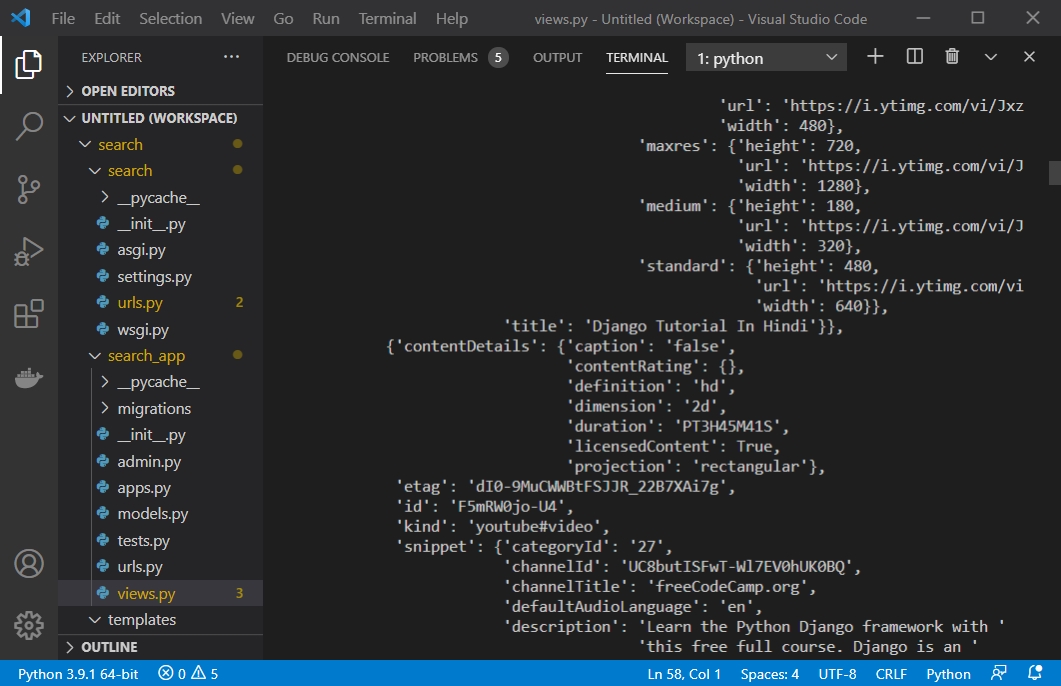 File Edit Selection View Go Run Terminal Help views.py - Untitled (Workspace) - Visual Studio Code
EXPLORER
OPEN EDITORS
UNTITLED (WORKSPACE)
search
search
__pycache__
__init__.py
asgi.py
settings.py
urls.py 2
wsgi.py
search_app
__pycache__
migrations
__init__.py
admin.py
apps.py
models.py
tests.py
urls.py
views.py 3
templates
OUTLINE
DEBUG CONSOLE PROBLEMS 5 OUTPUT TERMINAL 1: python
'url': 'https://i.ytimg.com/vi/Jxz
'width': 480},
'maxres': {'height': 720,
'url': 'https://i.ytimg.com/vi/J
'width': 1280},
'medium': {'height': 180,
'url': 'https://i.ytimg.com/vi/J
'width': 320},
'standard': {'height': 480,
'url': 'https://i.ytimg.com/vi
'width': 640}},
'title': 'Django Tutorial In Hindi'}},
{'contentDetails': {'caption': 'false',
'contentRating': {},
'definition': 'hd',
'dimension': '2d',
'duration': 'PT3H45M41S',
'licensedContent': True,
'projection': 'rectangular'},
'etag': 'dI0-9MuCWWBtFSJJR_22B7XAi7g',
'id': 'F5mRW0jo-U4',
'kind': 'youtube#video',
'snippet': {'categoryId': '27',
'channelId': 'UC8butISFwT-Wl7EV0hUK0BQ',
'channelTitle': 'freeCodeCamp.org',
'defaultAudioLanguage': 'en',
'description': 'Learn the Python Django framework with '
'this free full course. Django is an '
Python 3.9.1 64-bit 0 5 Ln 58, Col 1 Spaces: 4 UTF-8 CRLF Python